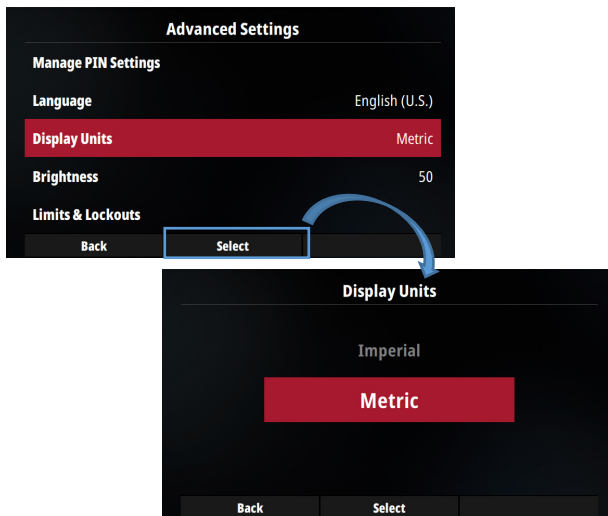 Advanced Settings
Manage PIN Settings
Language English (U.S.)
Display Units Metric
Brightness 50
Limits & Lockouts
Back Select
Display Units
Imperial
Metric
Back Select